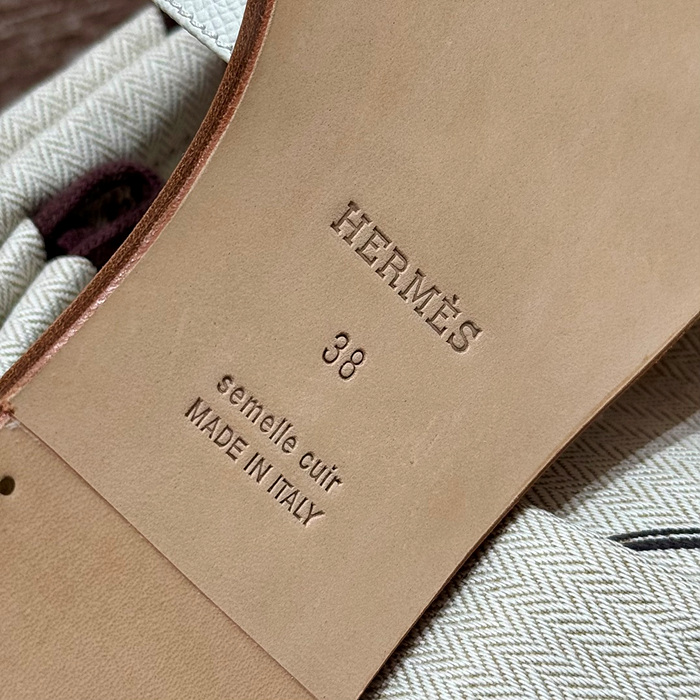 HERMÈS
38
semelle cuir
MADE IN ITALY